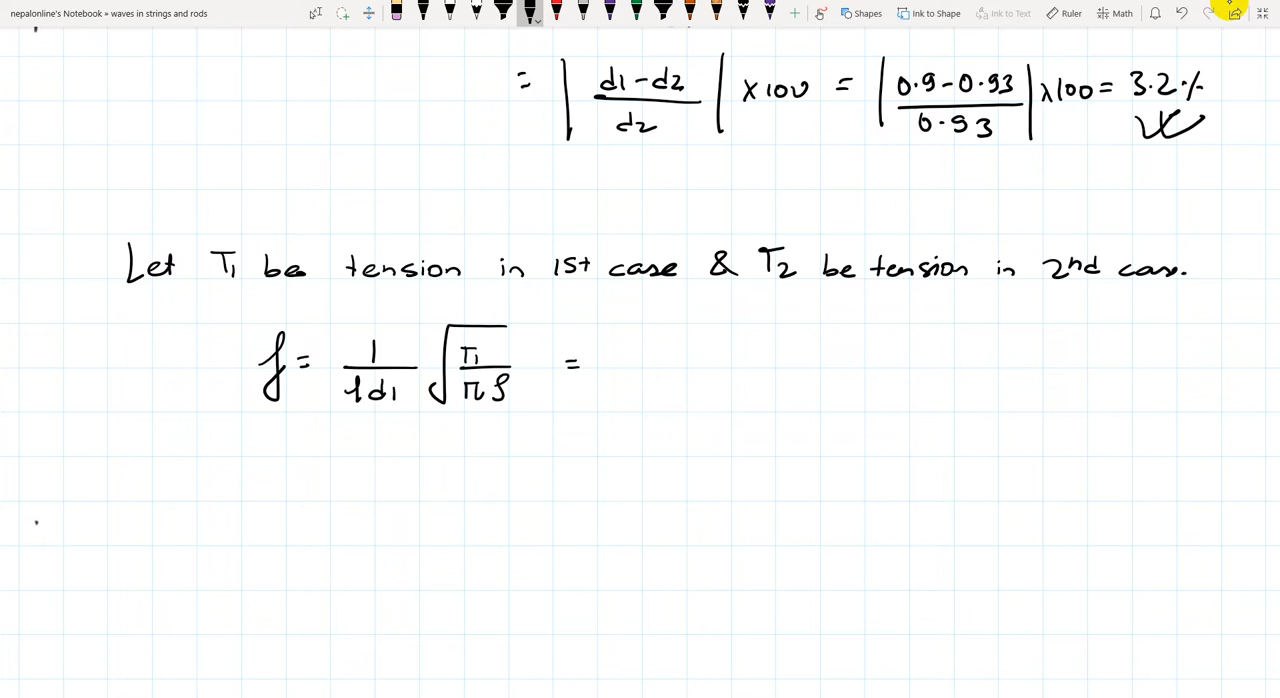 nepalonline's Notebook » waves in strings and rods Shapes Ink to Shape Ink to Text Ruler Math
= | d1 - d2 / d2 | x 100 = | 0.9 - 0.93 / 0.93 | x 100 = 3.2 %
Let T1 be tension in 1st case & T2 be tension in 2nd case.
f = 1 / ld1 √ T1 / πρ =